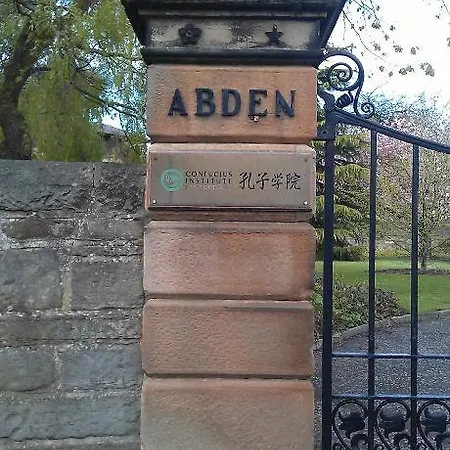 ABDEN
CONFUCIUS
INSTITUTE
孔子学院